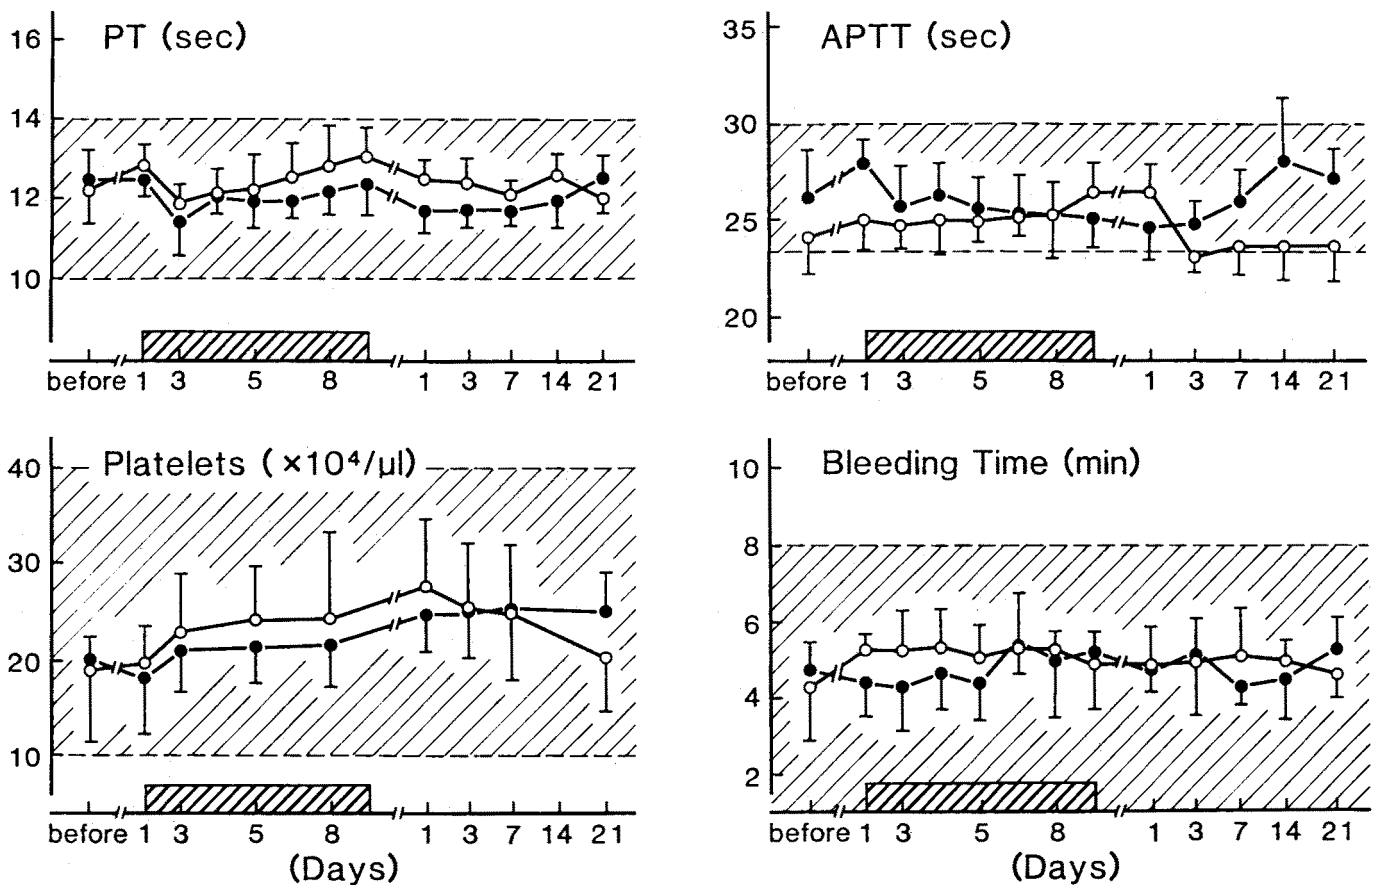 PT (sec)
16
14
12
10
before 1 3 5 8 1 3 7 14 21
APTT (sec)
35
30
25
20
before 1 3 5 8 1 3 7 14 21
Platelets (×10⁴/µl)
40
30
20
10
before 1 3 5 8 1 3 7 14 21
(Days)
Bleeding Time (min)
10
8
6
4
2
before 1 3 5 8 1 3 7 14 21
(Days)